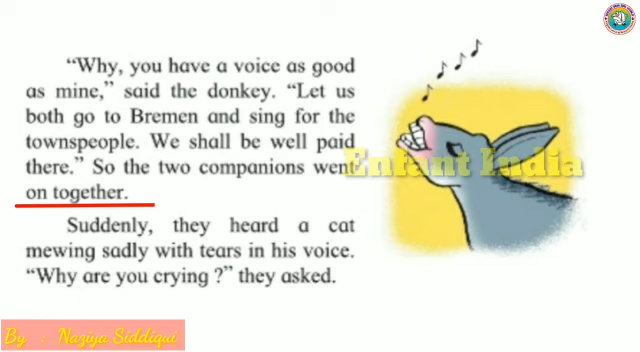 “Why, you have a voice as good
as mine,” said the donkey. “Let us
both go to Bremen and sing for the
townspeople. We shall be well paid
there.” So the two companions went
on together.
Suddenly, they heard a cat
mewing sadly with tears in his voice.
“Why are you crying ?” they asked.
Enfant India
By : Naziya Siddiqui